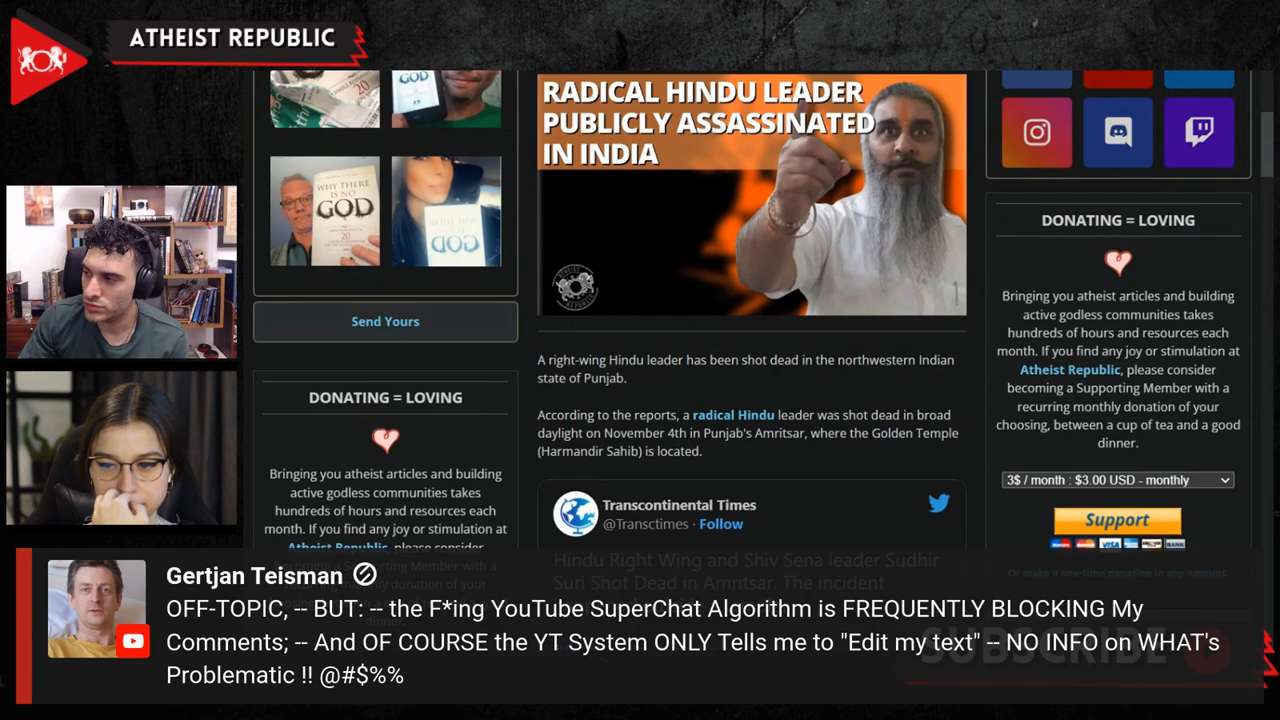 ATHEIST REPUBLIC
GOD
WHY THERE
IS NO
GOD
20
RADICAL HINDU LEADER
PUBLICLY ASSASSINATED
IN INDIA
Send Yours
DONATING = LOVING
Bringing you atheist articles and building
active godless communities takes
hundreds of hours and resources each
month. If you find any joy or stimulation at
Atheist Republic, please consider
becoming a Supporting Member with a
A right-wing Hindu leader has been shot dead in the northwestern Indian
state of Punjab.
According to the reports, a radical Hindu leader was shot dead in broad
daylight on November 4th in Punjab's Amritsar, where the Golden Temple
(Harmandir Sahib) is located.
Transcontinental Times
@Transctimes · Follow
Hindu Right Wing and Shiv Sena leader Sudhir
Suri Shot Dead in Amritsar. The incident
DONATING = LOVING
Bringing you atheist articles and building
active godless communities takes
hundreds of hours and resources each
month. If you find any joy or stimulation at
Atheist Republic, please consider
becoming a Supporting Member with a
recurring monthly donation of your
choosing, between a cup of tea and a good
dinner.
3$ / month : $3.00 USD - monthly
Support
VISA
Or make a one-time donation in any amount.
SUBSCRIBE
Gertjan Teisman
OFF-TOPIC, -- BUT: -- the F*ing YouTube SuperChat Algorithm is FREQUENTLY BLOCKING My
Comments; -- And OF COURSE the YT System ONLY Tells me to "Edit my text" -- NO INFO on WHAT's
Problematic !! @#$%%